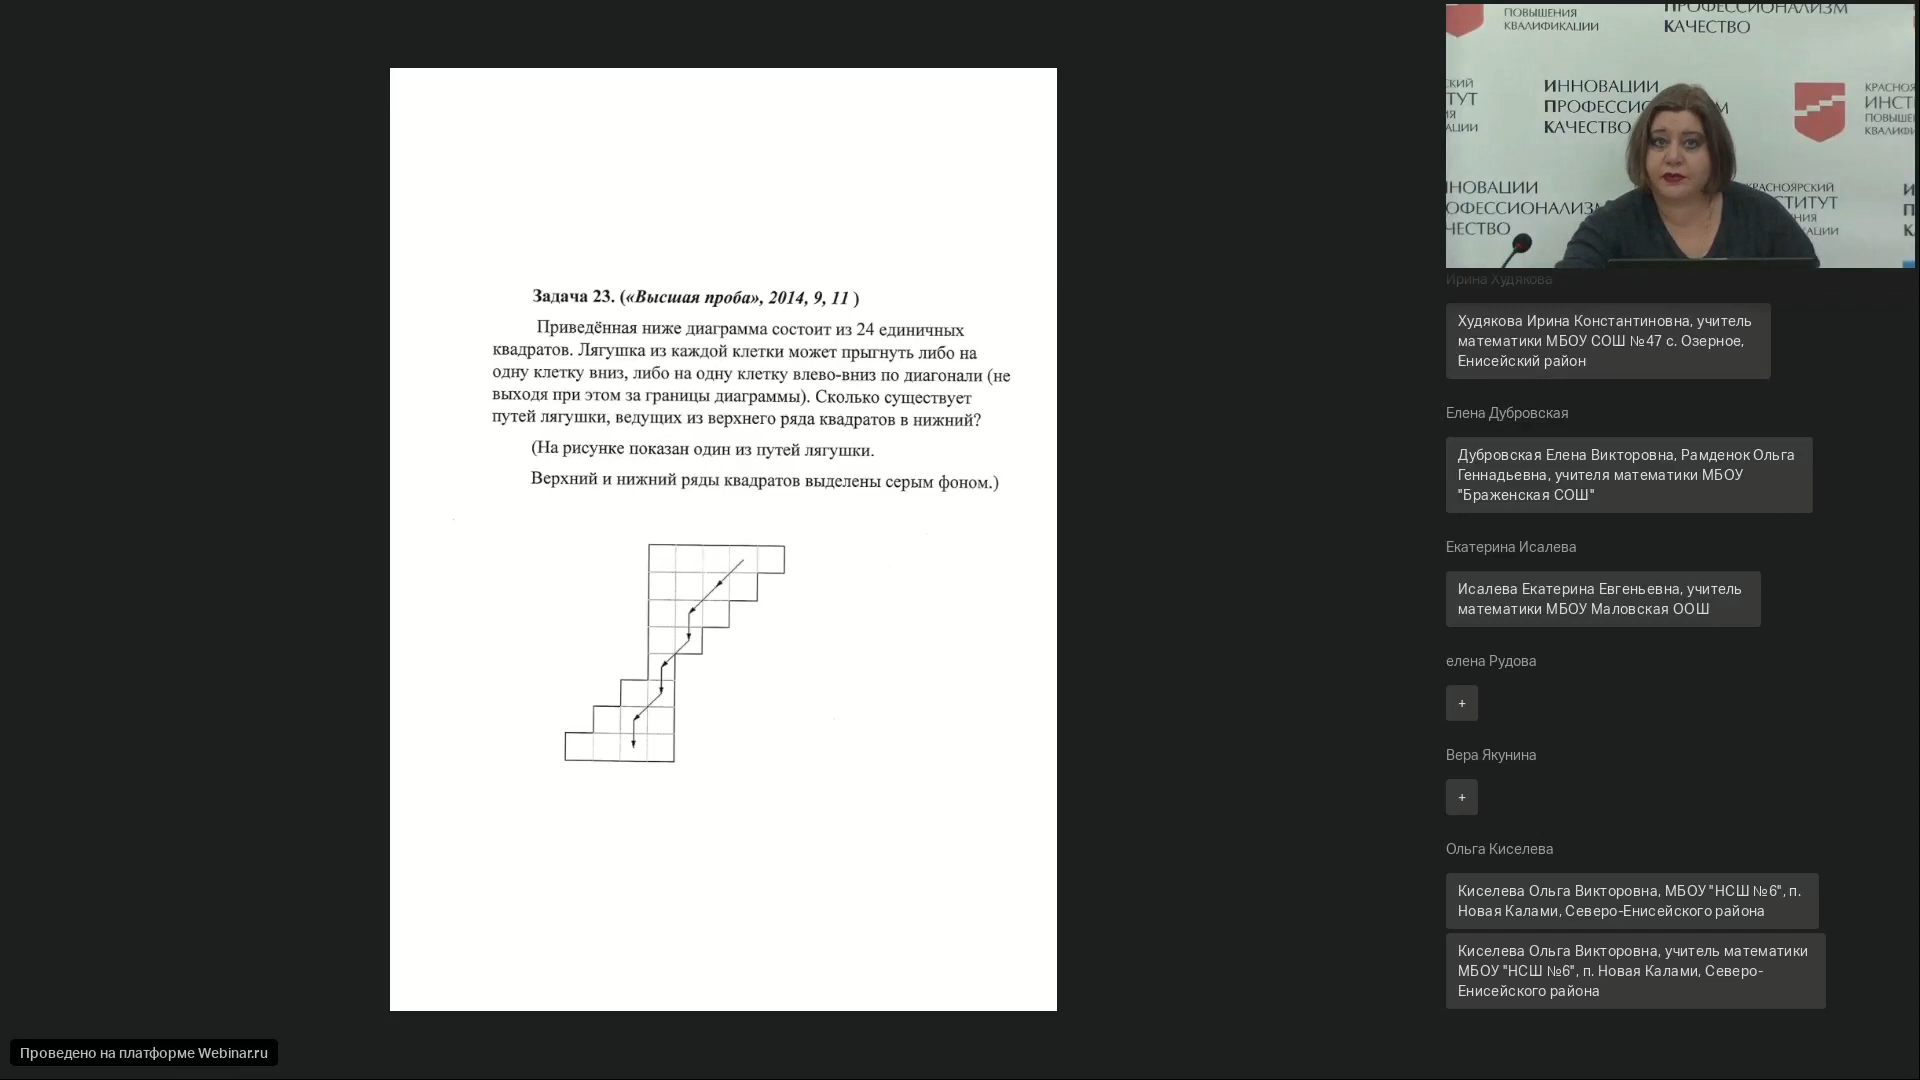 Задача 23. («Высшая проба», 2014, 9, 11 )
Приведённая ниже диаграмма состоит из 24 единичных
квадратов. Лягушка из каждой клетки может прыгнуть либо на
одну клетку вниз, либо на одну клетку влево-вниз по диагонали (не
выходя при этом за границы диаграммы). Сколько существует
путей лягушки, ведущих из верхнего ряда квадратов в нижний?
(На рисунке показан один из путей лягушки.
Верхний и нижний ряды квадратов выделены серым фоном.)
Проведено на платформе Webinar.ru
ПОВЫШЕНИЯ
КВАЛИФИКАЦИИ
ПРОФЕССИОНАЛИЗМ
КАЧЕСТВО
ИННОВАЦИИ
КАЧЕСТВО
КРАСНОЯРСКИЙ
Ирина Худякова
Худякова Ирина Константиновна, учитель
математики МБОУ СОШ №47 с. Озерное,
Енисейский район
Елена Дубровская
Дубровская Елена Викторовна, Рамденок Ольга
Геннадьевна, учителя математики МБОУ
"Браженская СОШ"
Екатерина Исалева
Исалева Екатерина Евгеньевна, учитель
математики МБОУ Маловская ООШ
елена Рудова
+
Вера Якунина
+
Ольга Киселева
Киселева Ольга Викторовна, МБОУ "НСШ №6", п.
Новая Калами, Северо-Енисейского района
Киселева Ольга Викторовна, учитель математики
МБОУ "НСШ №6", п. Новая Калами, Северо-
Енисейского района